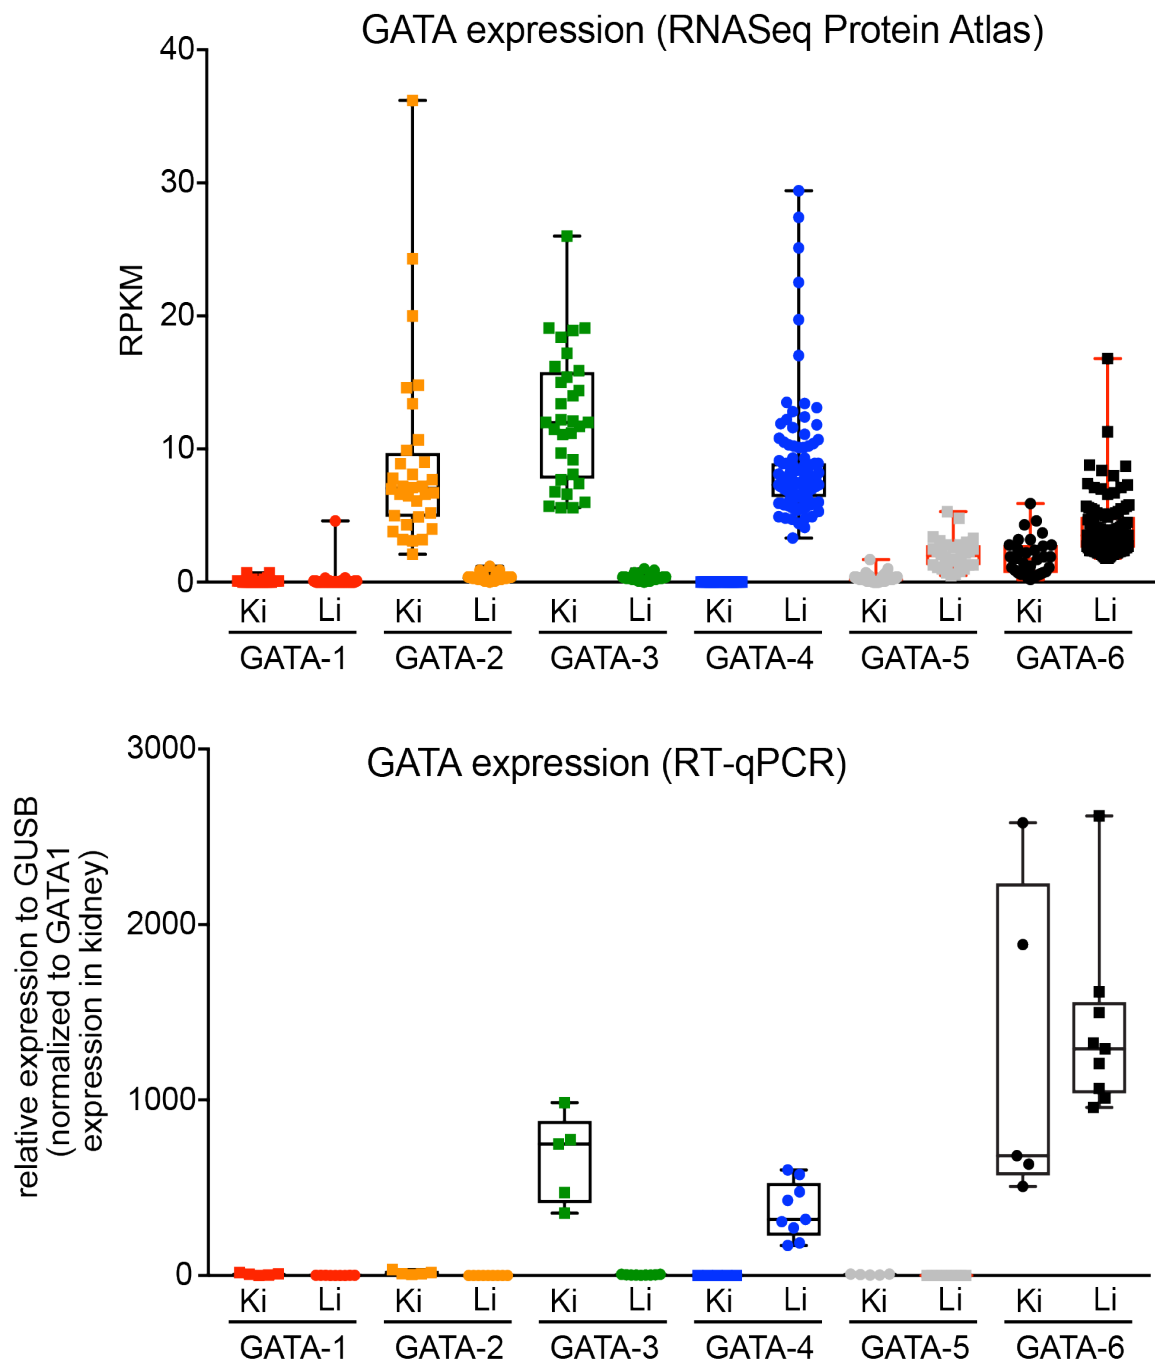 GATA expression (RNASeq Protein Atlas)
40
30
20
10
0
RPKM
Ki Li Ki Li Ki Li Ki Li Ki Li Ki Li
GATA-1 GATA-2 GATA-3 GATA-4 GATA-5 GATA-6
GATA expression (RT-qPCR)
3000
2000
1000
0
relative expression to GUSB
(normalized to GATA1
expression in kidney)
Ki Li Ki Li Ki Li Ki Li Ki Li Ki Li
GATA-1 GATA-2 GATA-3 GATA-4 GATA-5 GATA-6